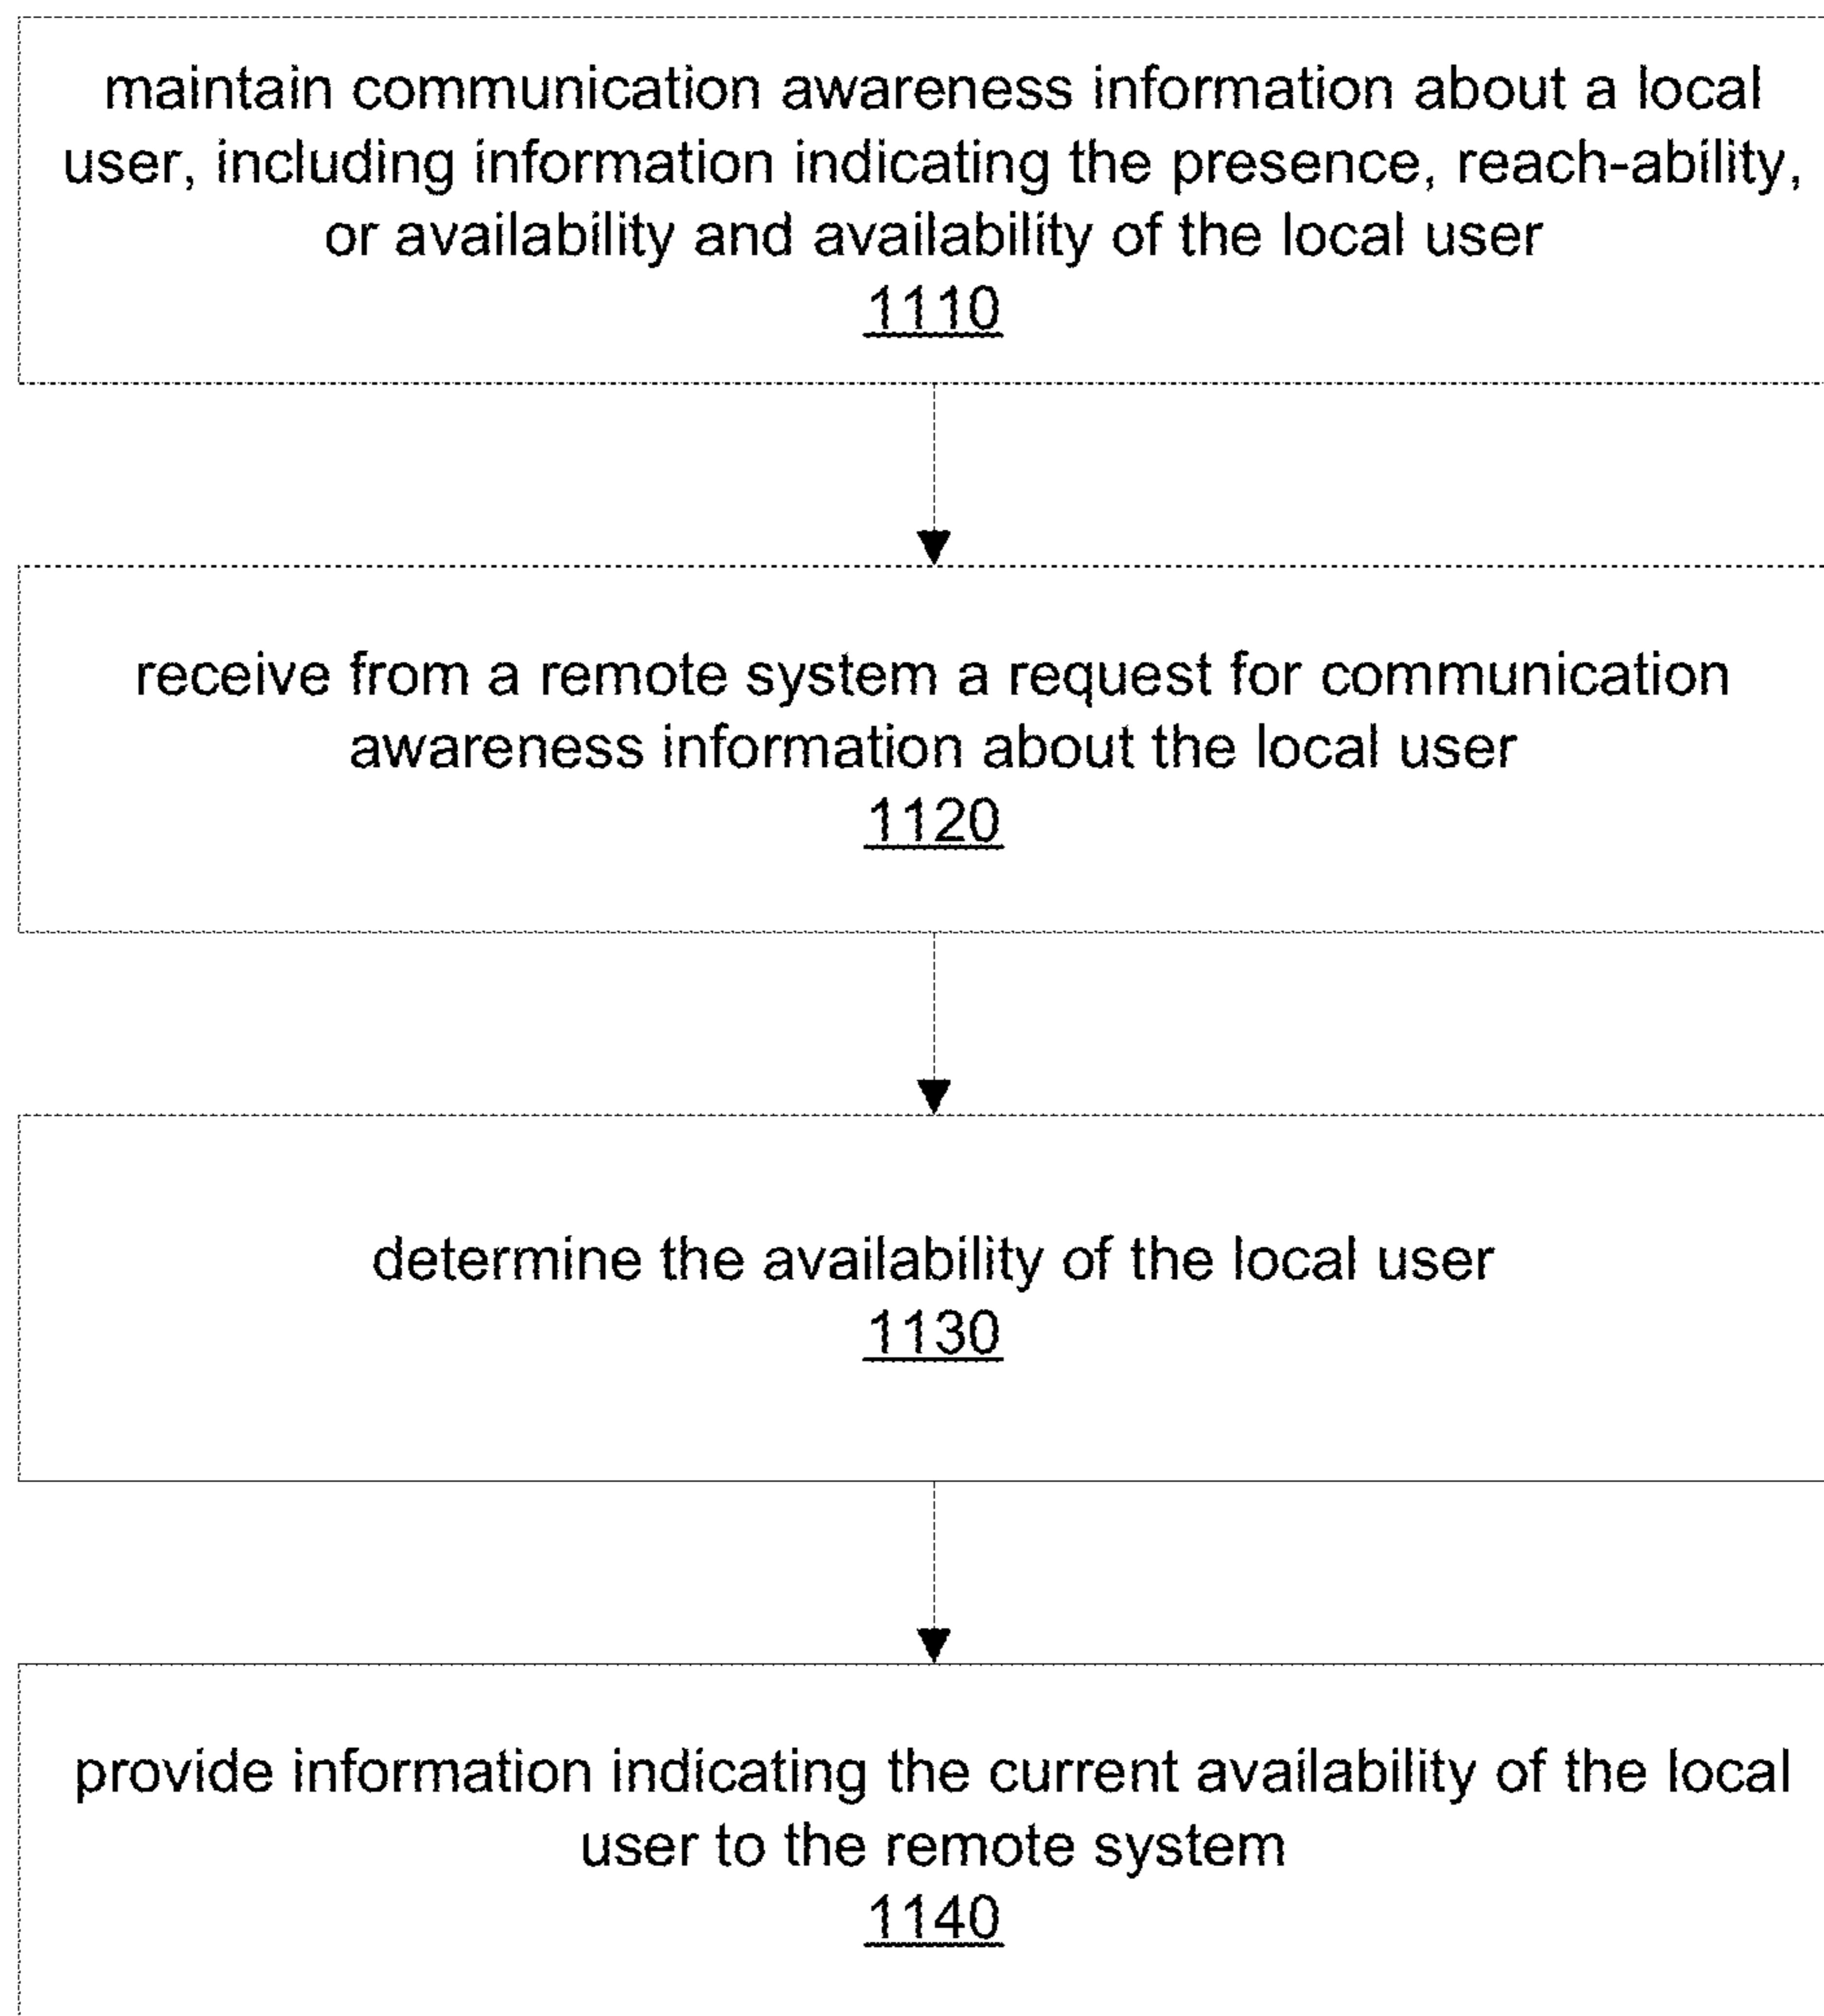 maintain communication awareness information about a local
user, including information indicating the presence, reach-ability,
or availability and availability of the local user
1110
receive from a remote system a request for communication
awareness information about the local user
1120
determine the availability of the local user
1130
provide information indicating the current availability of the local
user to the remote system
1140